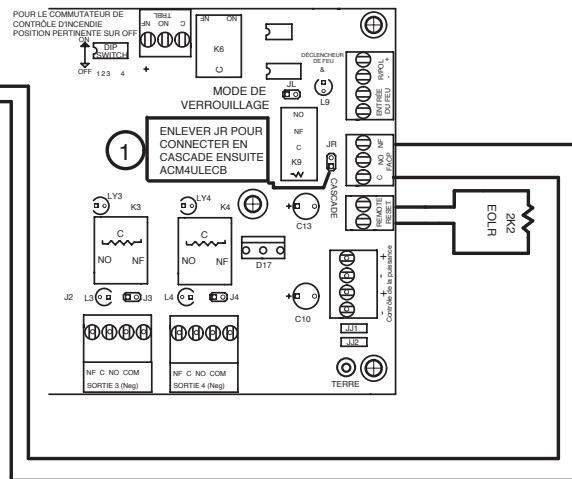 POUR LE COMMUTATEUR DE
CONTRÔLE D'INCENDIE
POSITION PERTINENTE SUR OFF
ON
DIP
SWITCH
OFF 1 2 3 4
+
TRBL
NF NO C
NF NO
K6
C
DÉCLENCHEUR
DE FEU
&
L9
JL
MODE DE
VERROUILLAGE
- +
R/POL
ENTRÉE
DU FEU
1
ENLEVER JR POUR
CONNECTER EN
CASCADE ENSUITE
ACM4ULECB
NO
NF
C
K9
JR
CASCADE
C NO NF
FACP
REMOTE
RESET
2K2
EOLR
LY3
K3
LY4
K4
C
NO NF
C
NO NF
+
C13
D17
J2
L3
J3
L4
J4
+
C10
+
-
+
-
Contrôle de la puissance
JJ1
JJ2
TERRE
NF C NO COM
SORTIE 3 (Neg)
NF C NO COM
SORTIE 4 (Neg)